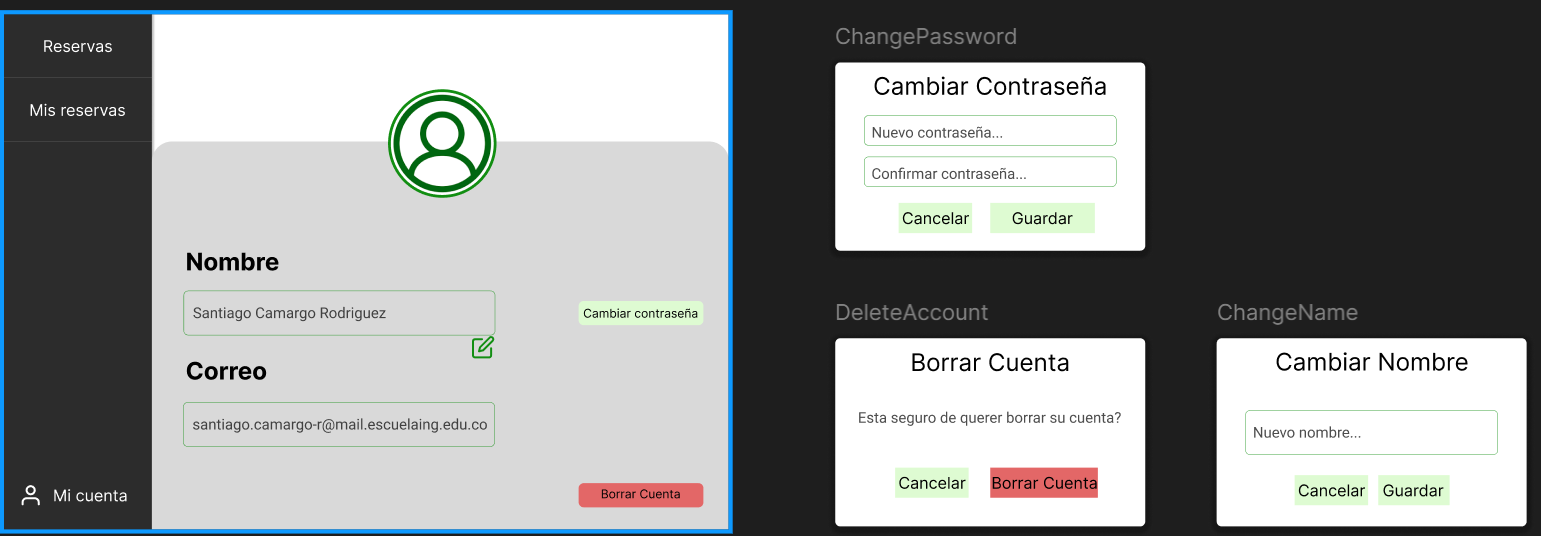 Reservas
Mis reservas
Nombre
Santiago Camargo Rodriguez
Cambiar contraseña
Correo
santiago.camargo-r@mail.escuelaing.edu.co
Borrar Cuenta
Mi cuenta
ChangePassword
Cambiar Contraseña
Nuevo contraseña...
Confirmar contraseña...
Cancelar Guardar
DeleteAccount
Borrar Cuenta
Esta seguro de querer borrar su cuenta?
Cancelar Borrar Cuenta
ChangeName
Cambiar Nombre
Nuevo nombre...
Cancelar Guardar